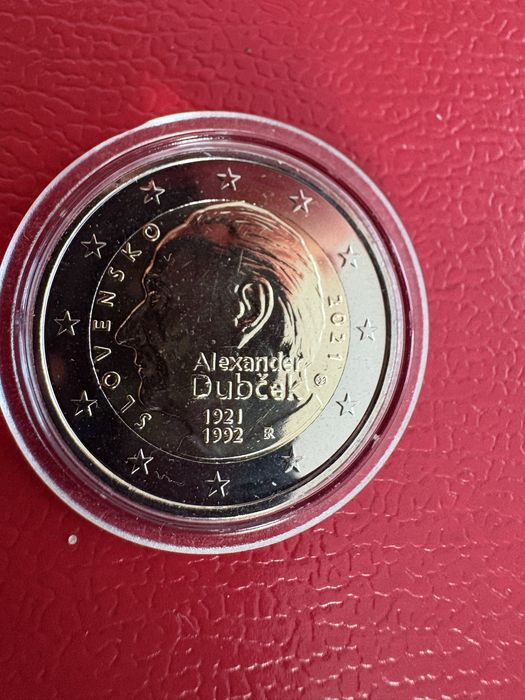 SLOVENSKO
2021
Alexander
Dubček
1921
1992